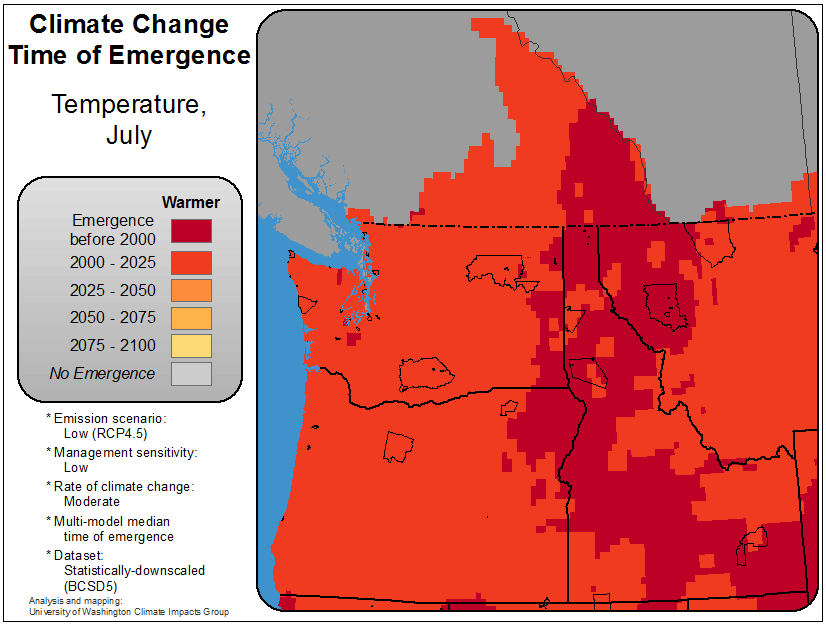 Climate Change
Time of Emergence
Temperature,
July
Warmer
Emergence
before 2000
2000 - 2025
2025 - 2050
2050 - 2075
2075 - 2100
No Emergence
* Emission scenario:
Low (RCP4.5)
* Management sensitivity:
Low
* Rate of climate change:
Moderate
* Multi-model median
time of emergence
* Dataset:
Statistically-downscaled
(BCSD5)
Analysis and mapping:
University of Washington Climate Impacts Group